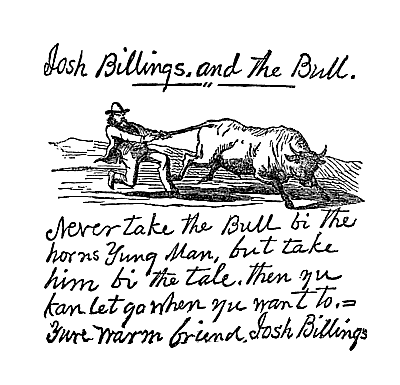 Josh Billings. and the Bull.
Never take the Bull bi the
horns Yung Man, but take
him bi the tale, then yu
kan let go when yu want to. =
Yure warm friend, Josh Billings